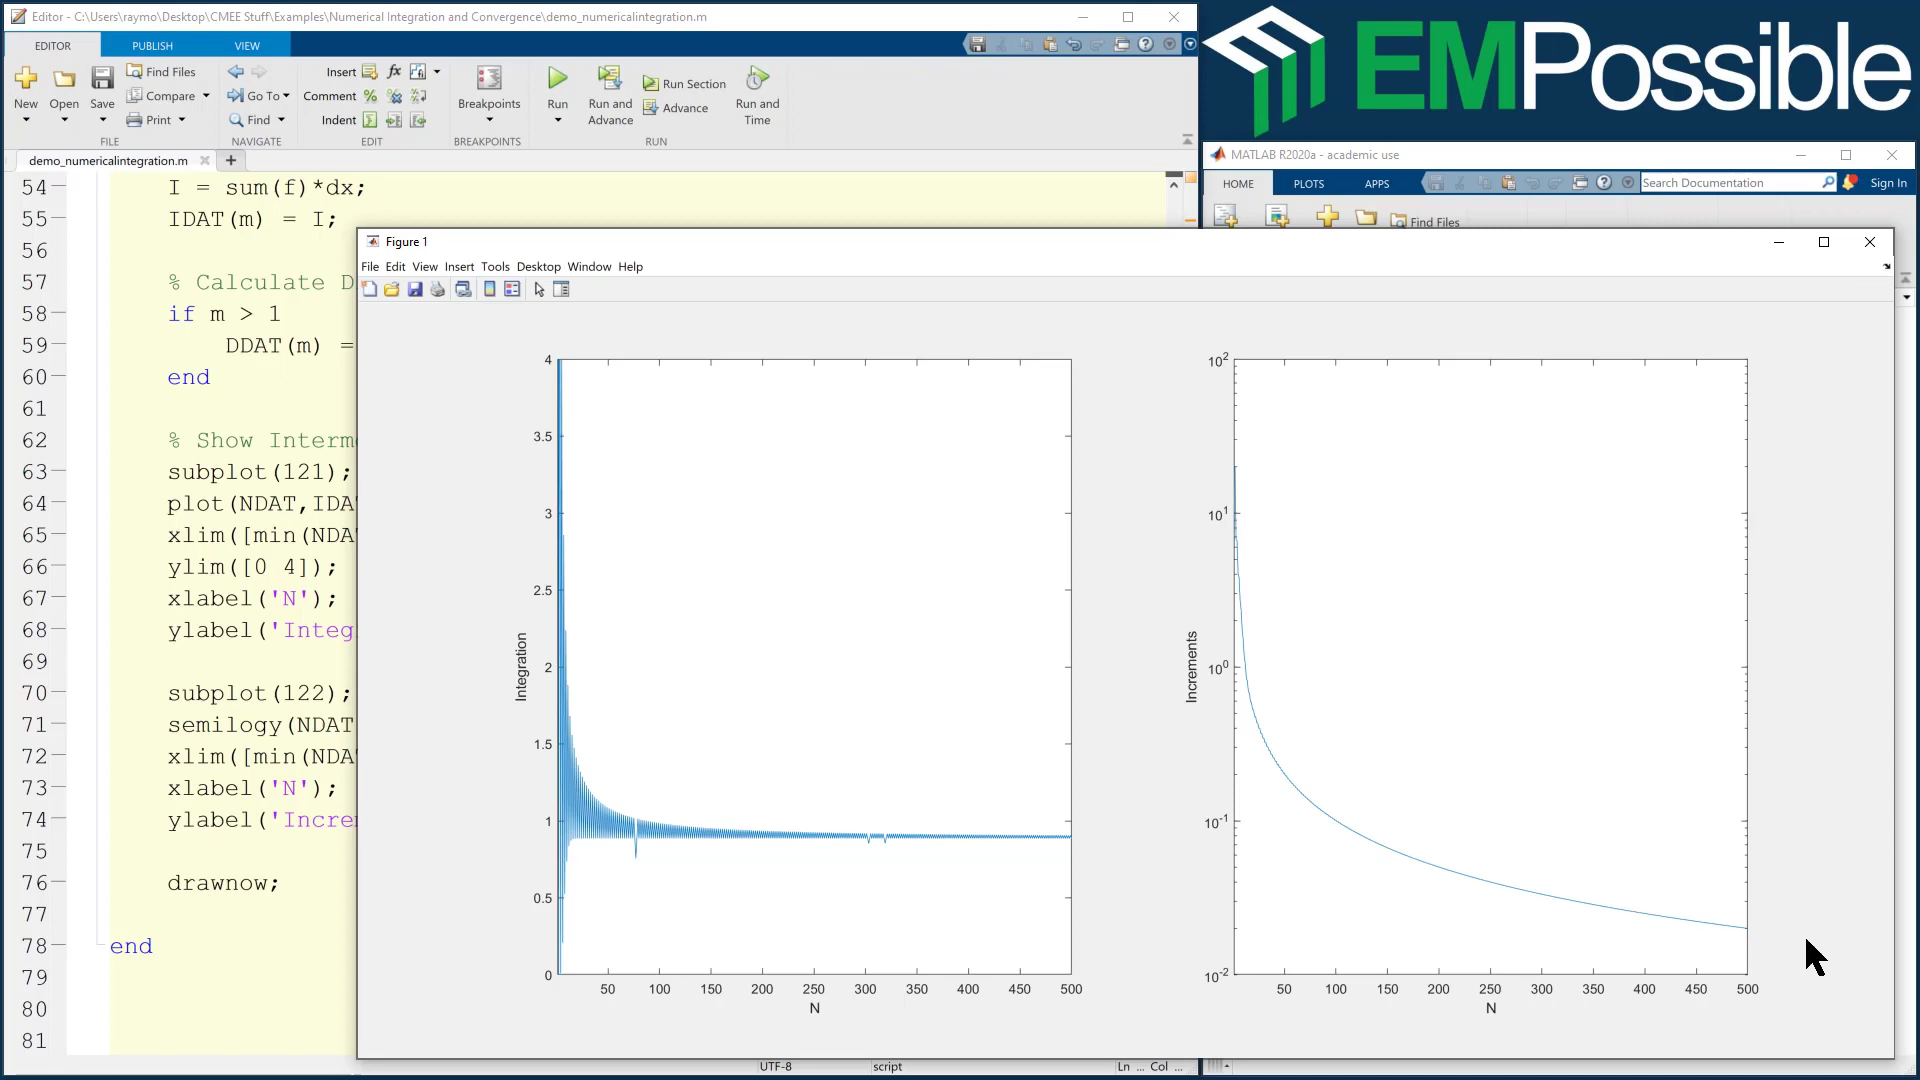 Editor - C:\Users\raymo\Desktop\CMEE Stuff\Examples\Numerical Integration and Convergence\demo_numericalintegration.m
EDITOR PUBLISH VIEW
New Open Save
Find Files
Compare
Print
Go To
Find
Insert fx
Comment
Indent
Breakpoints
Run
Run and Advance
Run Section
Advance
Run and Time
FILE NAVIGATE EDIT BREAKPOINTS RUN
demo_numericalintegration.m
54 I = sum(f)*dx;
55 IDAT(m) = I;
56
57 % Calculate D
58 if m > 1
59 DDAT(m) =
60 end
61
62 % Show Interm
63 subplot(121);
64 plot(NDAT,IDA
65 xlim([min(NDA
66 ylim([0 4]);
67 xlabel('N');
68 ylabel('Integ
69
70 subplot(122);
71 semilogy(NDAT
72 xlim([min(NDA
73 xlabel('N');
74 ylabel('Increm
75
76 drawnow;
77
78 end
79
80
81
UTF-8 script Ln ... Col ...
EMPossible
MATLAB R2020a - academic use
HOME PLOTS APPS Search Documentation Sign In
Find Files
Figure 1
File Edit View Insert Tools Desktop Window Help
Integration
4
3.5
3
2.5
2
1.5
1
0.5
0
50 100 150 200 250 300 350 400 450 500
N
Increments
10²
10¹
10⁰
10⁻¹
10⁻²
50 100 150 200 250 300 350 400 450 500
N